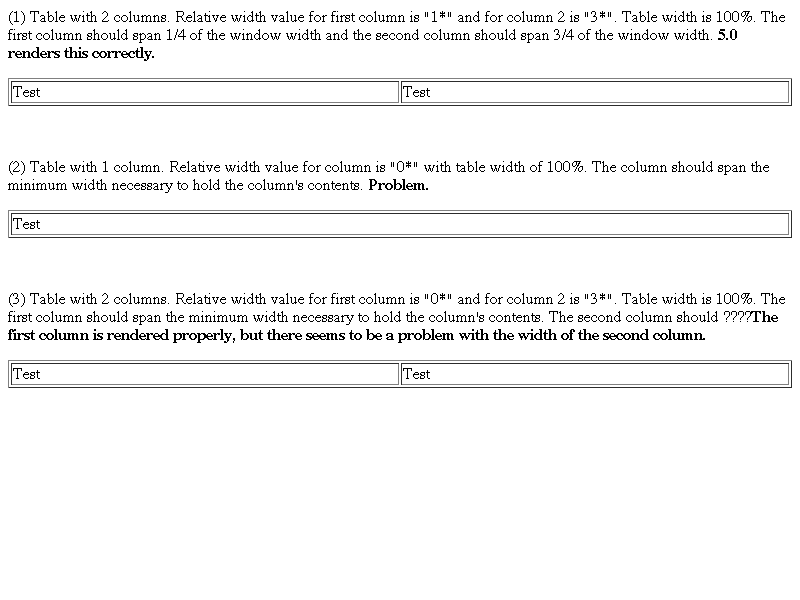 (1) Table with 2 columns. Relative width value for first column is "1*" and for column 2 is "3*". Table width is 100%. The
first column should span 1/4 of the window width and the second column should span 3/4 of the window width. 5.0
renders this correctly.
Test Test
(2) Table with 1 column. Relative width value for column is "0*" with table width of 100%. The column should span the
minimum width necessary to hold the column's contents. Problem.
Test
(3) Table with 2 columns. Relative width value for first column is "0*" and for column 2 is "3*". Table width is 100%. The
first column should span the minimum width necessary to hold the column's contents. The second column should ????The
first column is rendered properly, but there seems to be a problem with the width of the second column.
Test Test